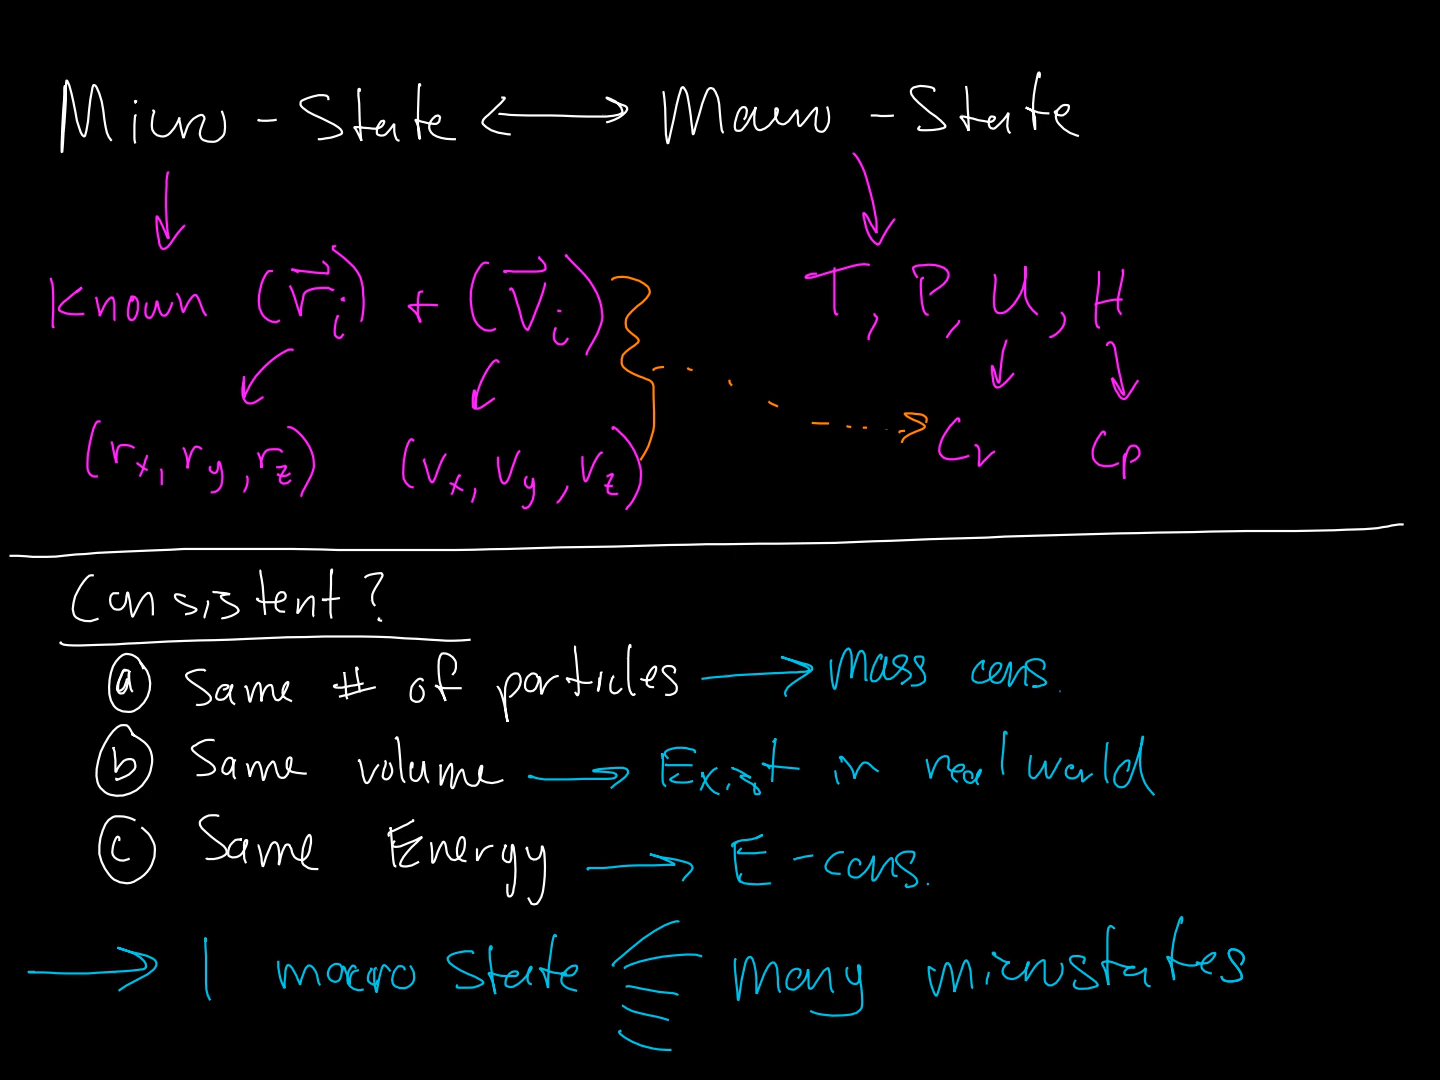 Micro - State ⟷ Macro - State
Known (r⃗ᵢ) + (v⃗ᵢ) T, P, U, H
(rₓ, r_y, r_z) (vₓ, v_y, v_z) Cᵥ Cₚ
Consistent?
ⓐ Same # of particles → Mass cons.
ⓑ Same volume → Exist in real world
ⓒ Same Energy → E - cons.
→ 1 macro State many microstates